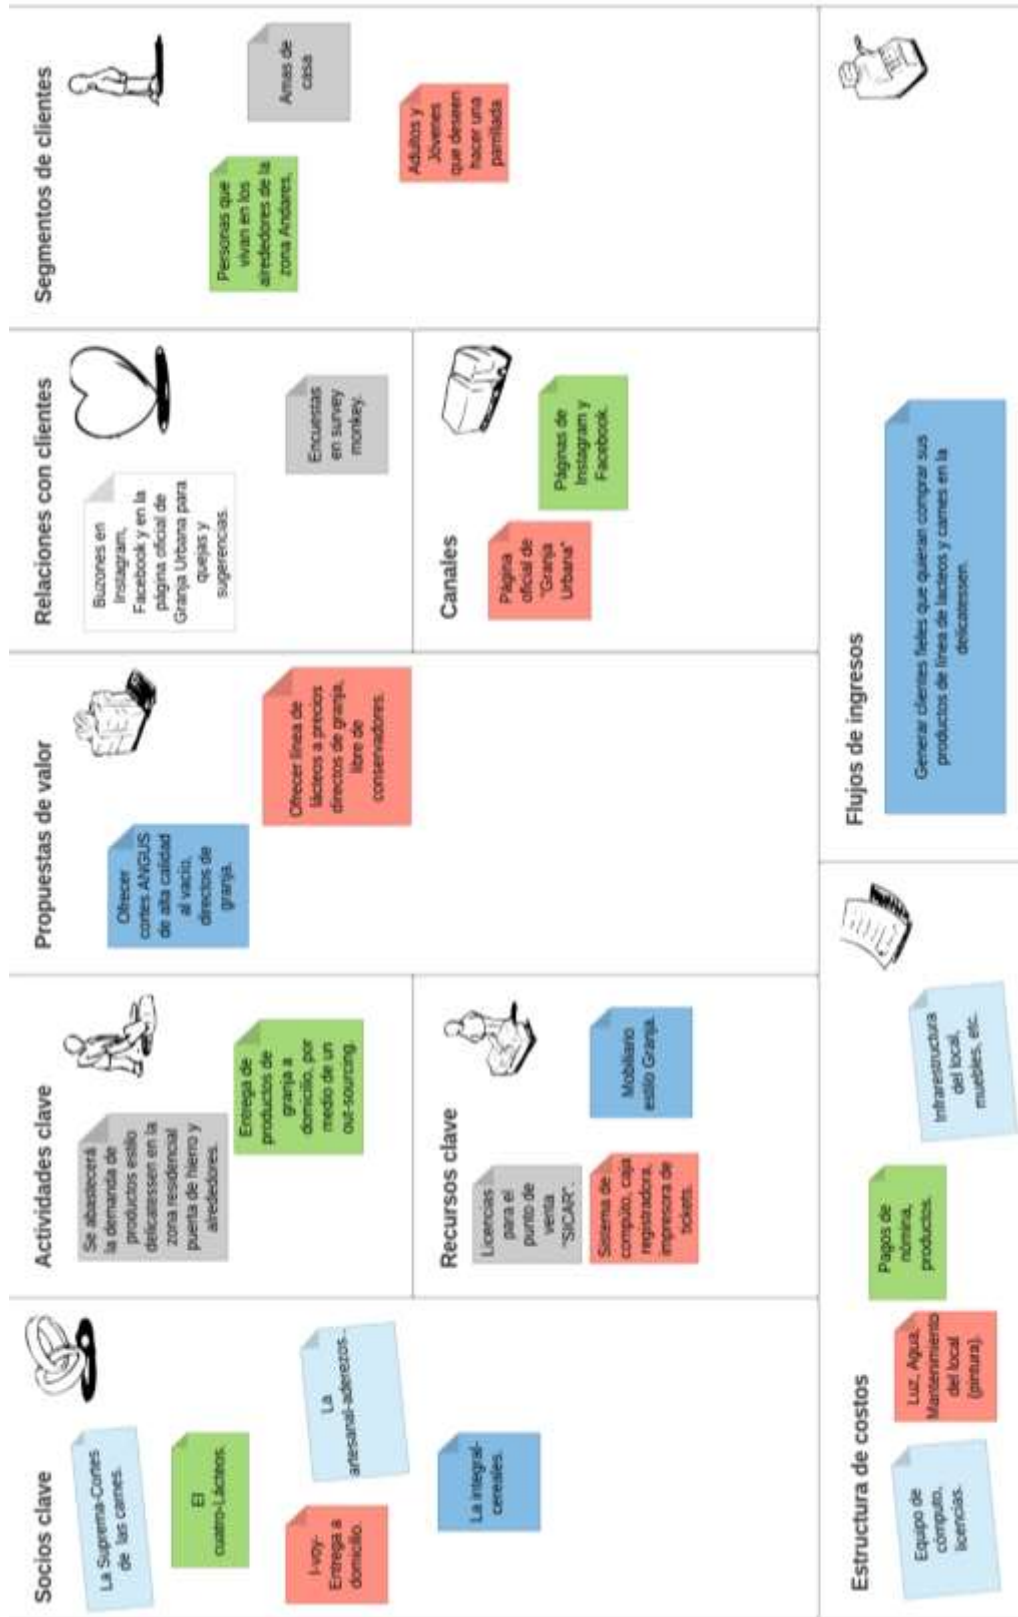 Socios clave
La Suprema-Cortes
de las carnes.
El
cuatro-Lácteos.
I-voy-
Entrega a
domicilio.
La
artesanal-aderezos..
La integral-
cereales.
Actividades clave
Se abastecerá
la demanda de
productos estilo
delicatessen en la
zona residencial
puerta de hierro y
alrededores.
Entrega de
productos de
granja a
domicilio, por
medio de un
out-sourcing.
Recursos clave
Licencias
para el
punto de
venta
"SICAR".
Sistema de
computo, caja
registradora,
impresora de
tickets.
Mobiliario
estilo Granja.
Propuestas de valor
Ofrecer
cortes ANGUS
de alta calidad
al vacío,
directos de
granja.
Ofrecer línea de
lácteos a precios
directos de granja,
libre de
conservadores.
Relaciones con clientes
Buzones en
Instagram,
Facebook y en la
página oficial de
Granja Urbana para
quejas y
sugerencias.
Encuestas
en survey
monkey.
Canales
Página
oficial de
"Granja
Urbana"
Páginas de
Instagram y
Facebook.
Segmentos de clientes
Personas que
vivan en los
alrededores de la
zona Andares,
Amas de
casa
Adultos y
Jóvenes
que deseen
hacer una
parrillada
Estructura de costos
Equipo de
cómputo,
licencias.
Luz, Agua,
Mantenimiento
del local
(pintura).
Pagos de
nómina,
productos.
Infrarestructura
del local,
muebles, etc.
Flujos de ingresos
Generar clientes fieles que quieran comprar sus
productos de línea de lacteos y carnes en la
delicatessen.